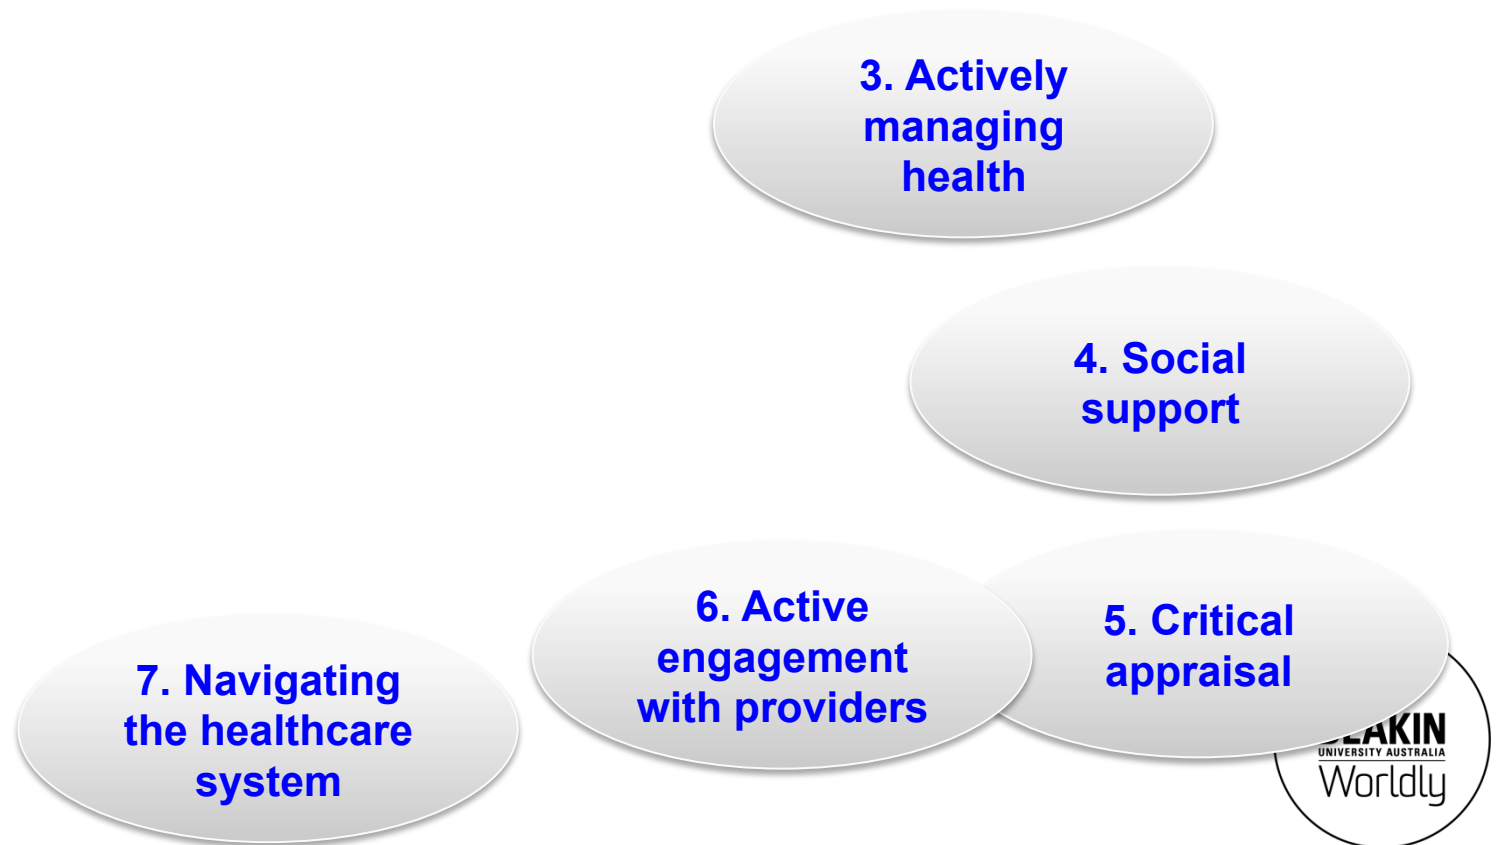 3. Actively
managing
health
4. Social
support
5. Critical
appraisal
6. Active
engagement
with providers
7. Navigating
the healthcare
system
UNIVERSITY AUSTRALIA
Worldly